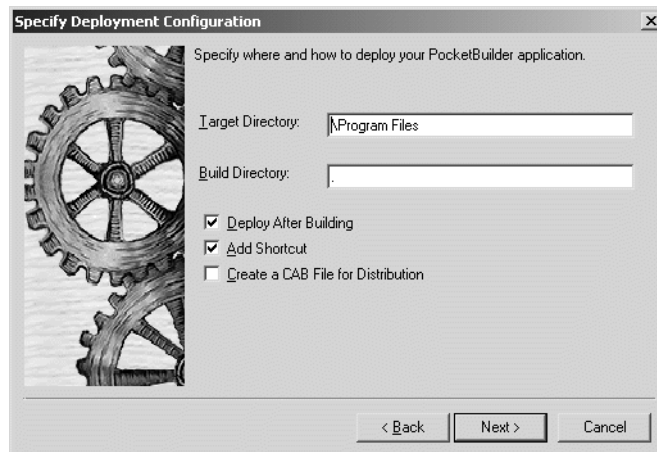 Specify Deployment Configuration
Specify where and how to deploy your PocketBuilder application.
Target Directory: \Program Files
Build Directory: .
Deploy After Building
Add Shortcut
Create a CAB File for Distribution
< Back Next > Cancel